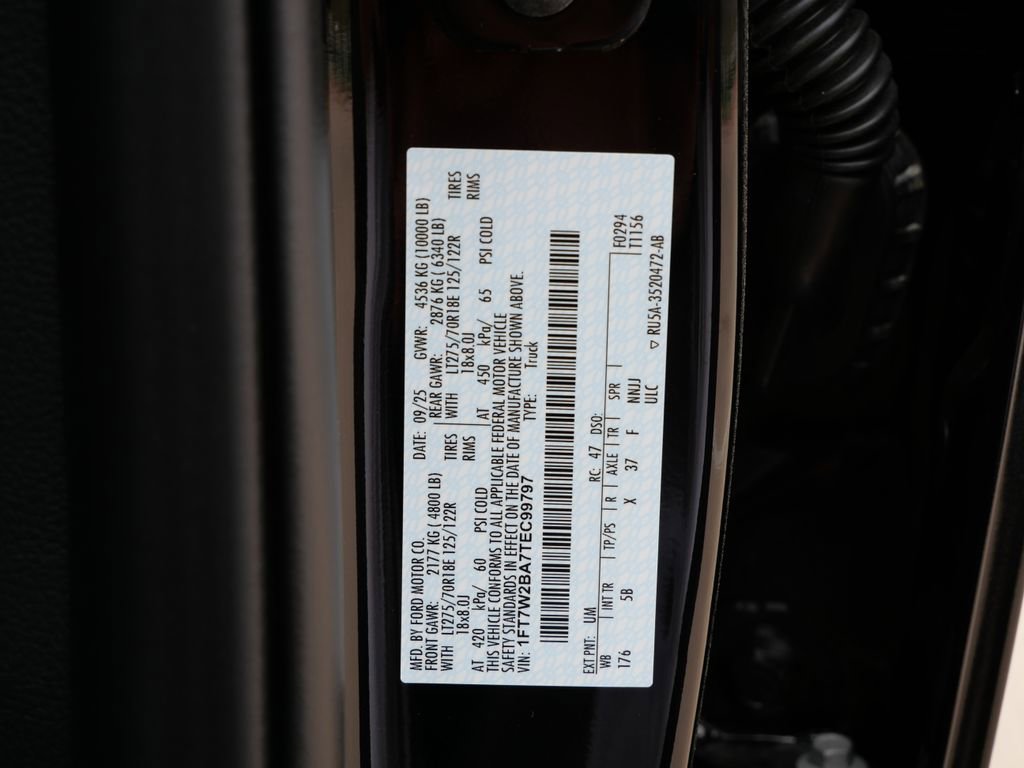 MFD. BY FORD MOTOR CO. DATE: 09/25 GVWR: 4536 KG (10000 LB)
FRONT GAWR: 2177 KG ( 4800 LB) REAR GAWR: 2876 KG ( 6340 LB)
WITH LT275/70R18E 125/122R TIRES WITH LT275/70R18E 125/122R TIRES
18x8.0J RIMS 18x8.0J RIMS
AT 420 kPa/ 60 PSI COLD AT 450 kPa/ 65 PSI COLD
THIS VEHICLE CONFORMS TO ALL APPLICABLE FEDERAL MOTOR VEHICLE
SAFETY STANDARDS IN EFFECT ON THE DATE OF MANUFACTURE SHOWN ABOVE.
VIN: 1FT7W2BA7TEC99797 TYPE: Truck
EXT PNT: UM RC: 47 DSO: F0294
WB INT TR TP/PS R AXLE TR SPR T1156
176 5B X 37 F NNJJ
ULC ▽ RU5A-3520472-AB